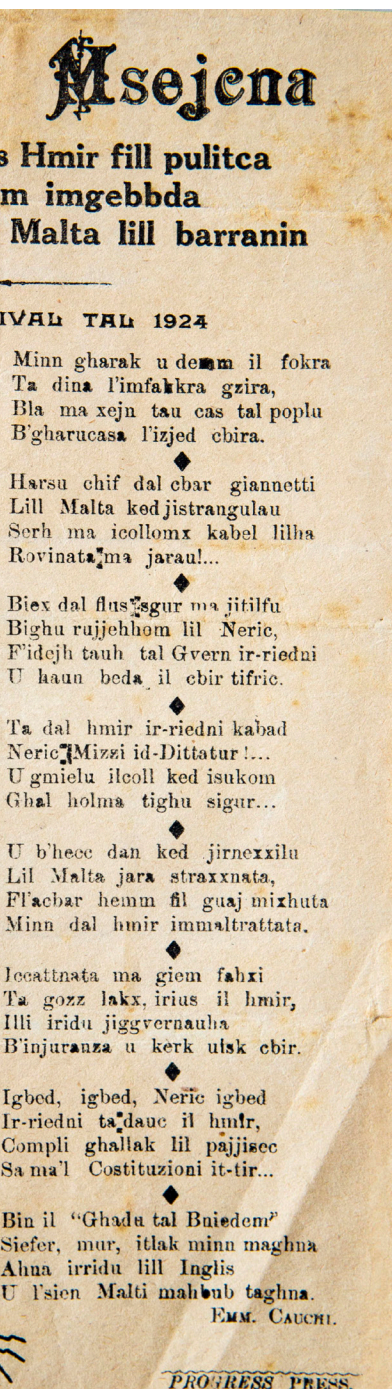 Msejcna
s Hmir fill pulitca
m imgebbda
Malta lill barranin
IVAL TAL 1924
Minn gharak u demm il fokra
Ta dina l'imfakkra gzira,
Bla ma xejn tau cas tal poplu
B'gharucasa l'izjed cbira.
Harsu chif dal cbar giannetti
Lill Malta ked jistrangulau
Serh ma icollomx kabel lilha
Rovinata ma jarau!...
Biex dal flus sgur ma jitilfu
Bighu rujjehhom lil Neric,
F'idejh tauh tal Gvern ir-riedni
U haun beda il cbir tifric.
Ta dal hmir ir-riedni kabad
Neric Mizzi id-Dittatur!...
U gmielu ilcoll ked isukom
Ghal holma tighu sigur...
U b'hecc dan ked jirnexxilu
Lil Malta jara straxxnata,
Fl'acbar hemm fil guaj mixhuta
Minn dal hmir immaltrattata.
Iccattnata ma giem fahxi
Ta gozz lakx, irius il hmir,
Illi iridu jiggvernauha
B'injuranza u kerk utsk cbir.
Igbed, igbed, Neric igbed
Ir-riedni ta dauc il hmir,
Compli ghallak lil pajjisec
Sa ma'l Costituzioni it-tir...
Bin il “Ghadu tal Bniedem”
Siefer, mur, itlak minn maghna
Ahna irridu lill Inglis
U l'sien Malti mahbub taghna.
EMM. CAUCHI.
PROGRESS PRESS.